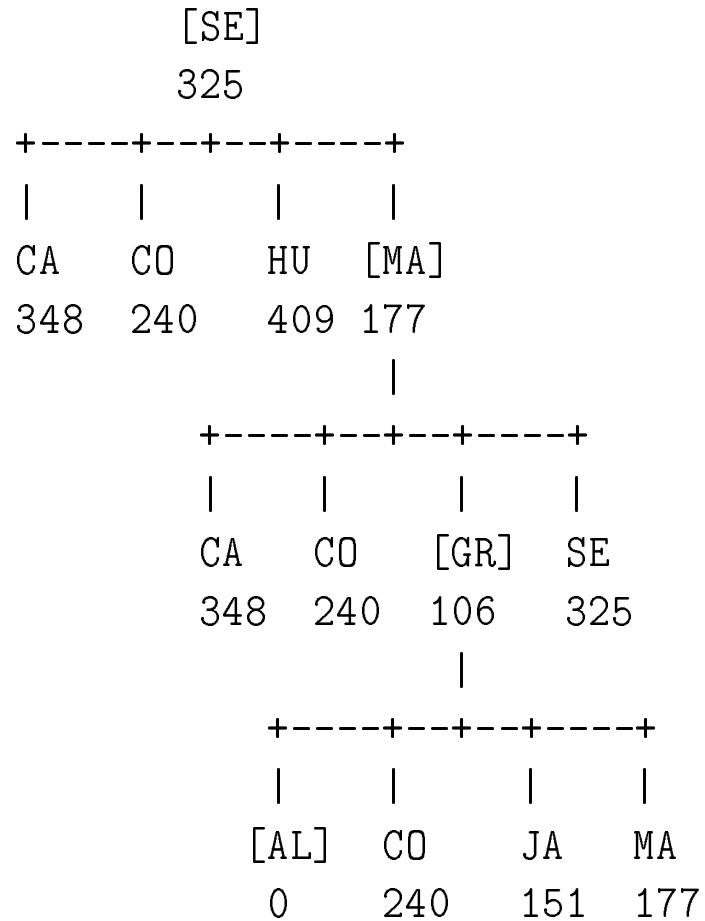 [SE]
325
+----+--+--+----+
| | | |
CA CO HU [MA]
348 240 409 177
|
+----+--+--+----+
| | | |
CA CO [GR] SE
348 240 106 325
|
+----+--+--+----+
| | | |
[AL] CO JA MA
0 240 151 177